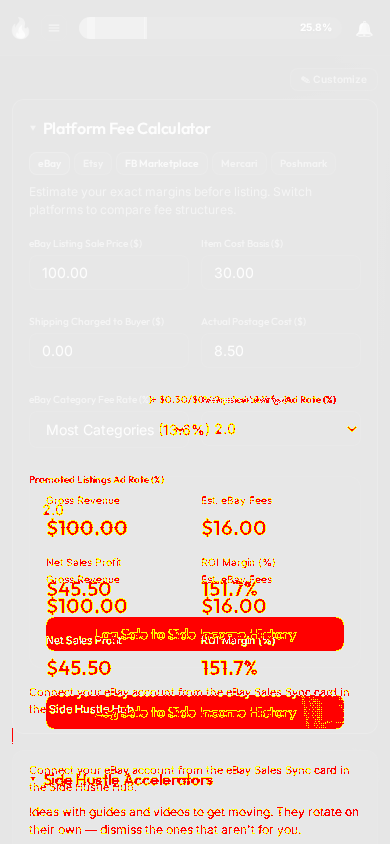 25.8%
Customize
Platform Fee Calculator
eBay
Etsy
FB Marketplace
Mercari
Poshmark
Estimate your exact margins before listing. Switch
platforms to compare fee structures.
eBay Listing Sale Price ($)
Item Cost Basis ($)
100.00
30.00
Shipping Charged to Buyer ($)
Actual Postage Cost ($)
0.00
8.50
eBay Category Fee Rate
Ad Rate (%)
Most Categories
2.0
Promoted Listings Ad Rate (%)
Gross Revenue
Est. eBay Fees
2.0
$100.00
$16.00
Net Sales Profit
ROI Margin (%)
Gross Revenue
Est. eBay Fees
$45.50
151.7%
$100.00
$16.00
Log Sale to Side Income History
Net Sales Profit
ROI Margin (%)
$45.50
151.7%
Connect your eBay account from the eBay Sales Sync card in
the Side Hustle Hub.
Log Sale to Side Income History
Connect your eBay account from the eBay Sales Sync card in
the Side Hustle Hub.
Side Hustle Accelerators
Ideas with guides and videos to get moving. They rotate on
their own — dismiss the ones that aren't for you.